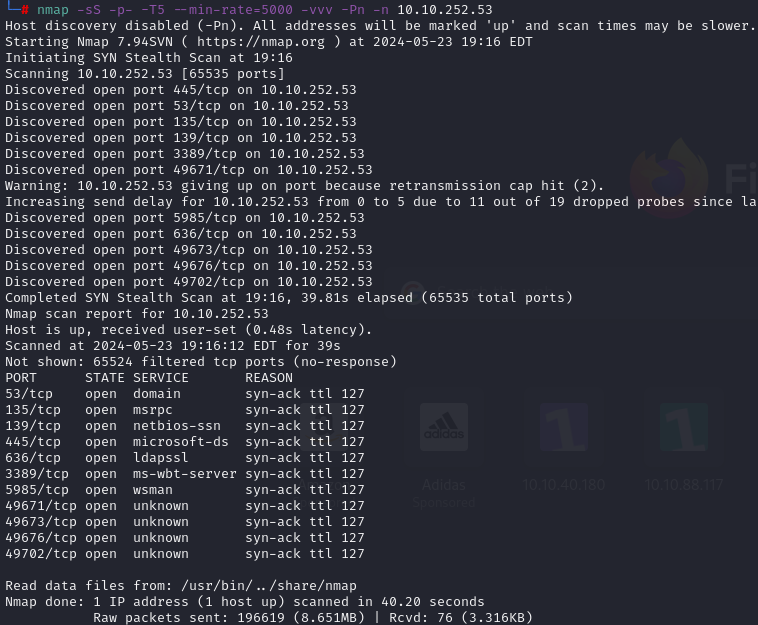 └─# nmap -sS -p- -T5 --min-rate=5000 -vvv -Pn -n 10.10.252.53
Host discovery disabled (-Pn). All addresses will be marked 'up' and scan times may be slower.
Starting Nmap 7.94SVN ( https://nmap.org ) at 2024-05-23 19:16 EDT
Initiating SYN Stealth Scan at 19:16
Scanning 10.10.252.53 [65535 ports]
Discovered open port 445/tcp on 10.10.252.53
Discovered open port 53/tcp on 10.10.252.53
Discovered open port 135/tcp on 10.10.252.53
Discovered open port 139/tcp on 10.10.252.53
Discovered open port 3389/tcp on 10.10.252.53
Discovered open port 49671/tcp on 10.10.252.53
Warning: 10.10.252.53 giving up on port because retransmission cap hit (2).
Increasing send delay for 10.10.252.53 from 0 to 5 due to 11 out of 19 dropped probes since la
Discovered open port 5985/tcp on 10.10.252.53
Discovered open port 636/tcp on 10.10.252.53
Discovered open port 49673/tcp on 10.10.252.53
Discovered open port 49676/tcp on 10.10.252.53
Discovered open port 49702/tcp on 10.10.252.53
Completed SYN Stealth Scan at 19:16, 39.81s elapsed (65535 total ports)
Nmap scan report for 10.10.252.53
Host is up, received user-set (0.48s latency).
Scanned at 2024-05-23 19:16:12 EDT for 39s
Not shown: 65524 filtered tcp ports (no-response)
PORT      STATE SERVICE       REASON
53/tcp    open  domain        syn-ack ttl 127
135/tcp   open  msrpc         syn-ack ttl 127
139/tcp   open  netbios-ssn   syn-ack ttl 127
445/tcp   open  microsoft-ds  syn-ack ttl 127
636/tcp   open  ldapssl       syn-ack ttl 127
3389/tcp  open  ms-wbt-server syn-ack ttl 127
5985/tcp  open  wsman         syn-ack ttl 127
49671/tcp open  unknown       syn-ack ttl 127
49673/tcp open  unknown       syn-ack ttl 127
49676/tcp open  unknown       syn-ack ttl 127
49702/tcp open  unknown       syn-ack ttl 127
Read data files from: /usr/bin/../share/nmap
Nmap done: 1 IP address (1 host up) scanned in 40.20 seconds
           Raw packets sent: 196619 (8.651MB) | Rcvd: 76 (3.316KB)
Fi
adidas
Adidas
Sponsored
10.10.40.180
10.10.88.117